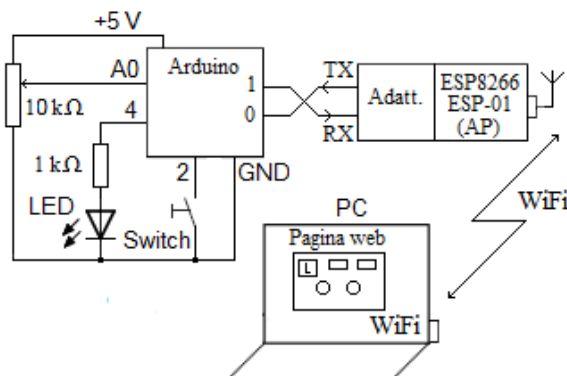 +5 V
A0
Arduino
1
0
TX
RX
Adatt.
ESP8266
ESP-01
(AP)
10 kΩ
4
1 kΩ
2
GND
LED
Switch
WiFi
PC
Pagina web
L
WiFi